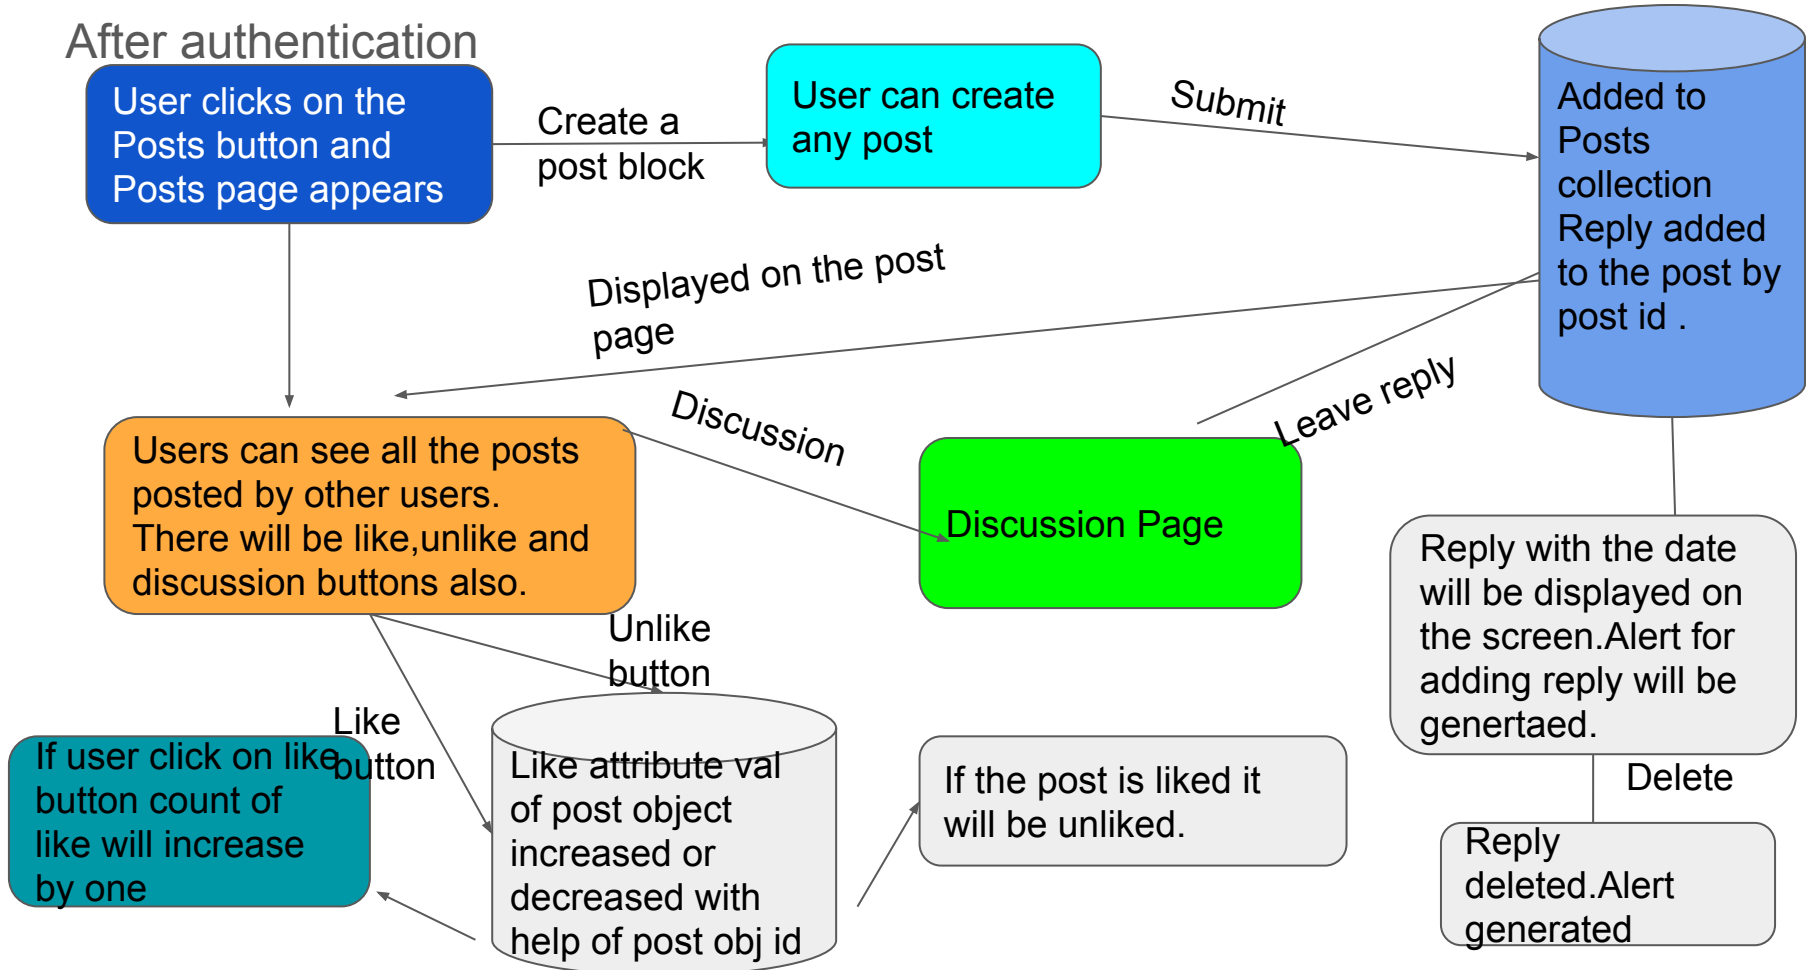 After authentication
User clicks on the
Posts button and
Posts page appears
Create a
post block
User can create
any post
Submit
Added to
Posts
collection
Reply added
to the post by
post id .
Displayed on the post
page
Discussion
Leave reply
Users can see all the posts
posted by other users.
There will be like,unlike and
discussion buttons also.
Discussion Page
Reply with the date
will be displayed on
the screen.Alert for
adding reply will be
genertaed.
Unlike
button
Like
button
If user click on like
button count of
like will increase
by one
Like attribute val
of post object
increased or
decreased with
help of post obj id
If the post is liked it
will be unliked.
Delete
Reply
deleted.Alert
generated